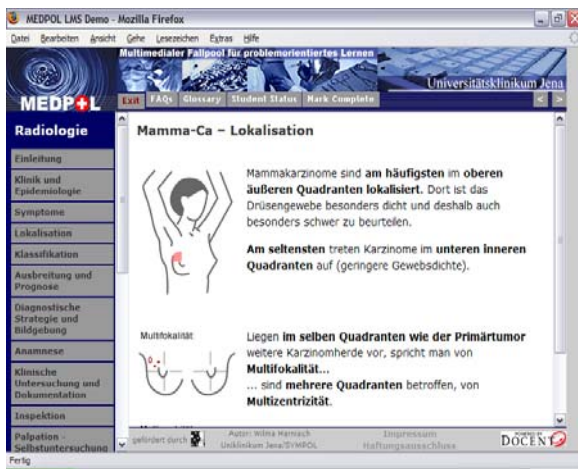 MEDPOL LMS Demo - Mozilla Firefox
Datei Bearbeiten Ansicht Gehe Lesezeichen Extras Hilfe
Multimedialer Fallpool für problemorientiertes Lernen
Universitätsklinikum Jena
MEDPOL
Exit FAQs Glossary Student Status Mark Complete < >
Radiologie
Einleitung
Klinik und
Epidemiologie
Symptome
Lokalisation
Klassifikation
Ausbreitung und
Prognose
Diagnostische
Strategie und
Bildgebung
Anamnese
Klinische
Untersuchung und
Dokumentation
Inspektion
Palpation -
Selbstuntersuchung
Mamma-Ca – Lokalisation
Mammakarzinome sind am häufigsten im oberen
äußeren Quadranten lokalisiert. Dort ist das
Drüsengewebe besonders dicht und deshalb auch
besonders schwer zu beurteilen.
Am seltensten treten Karzinome im unteren inneren
Quadranten auf (geringere Gewebsdichte).
Multifokalität
Liegen im selben Quadranten wie der Primärtumor
weitere Karzinomherde vor, spricht man von
Multifokalität...
... sind mehrere Quadranten betroffen, von
Multizentrizität.
gefördert durch
Autor: Wilma
Uniklinikum Jena/SYMPOL
Impressum
Haftungsausschluss
POWERED BY
DOCENT
Fertig